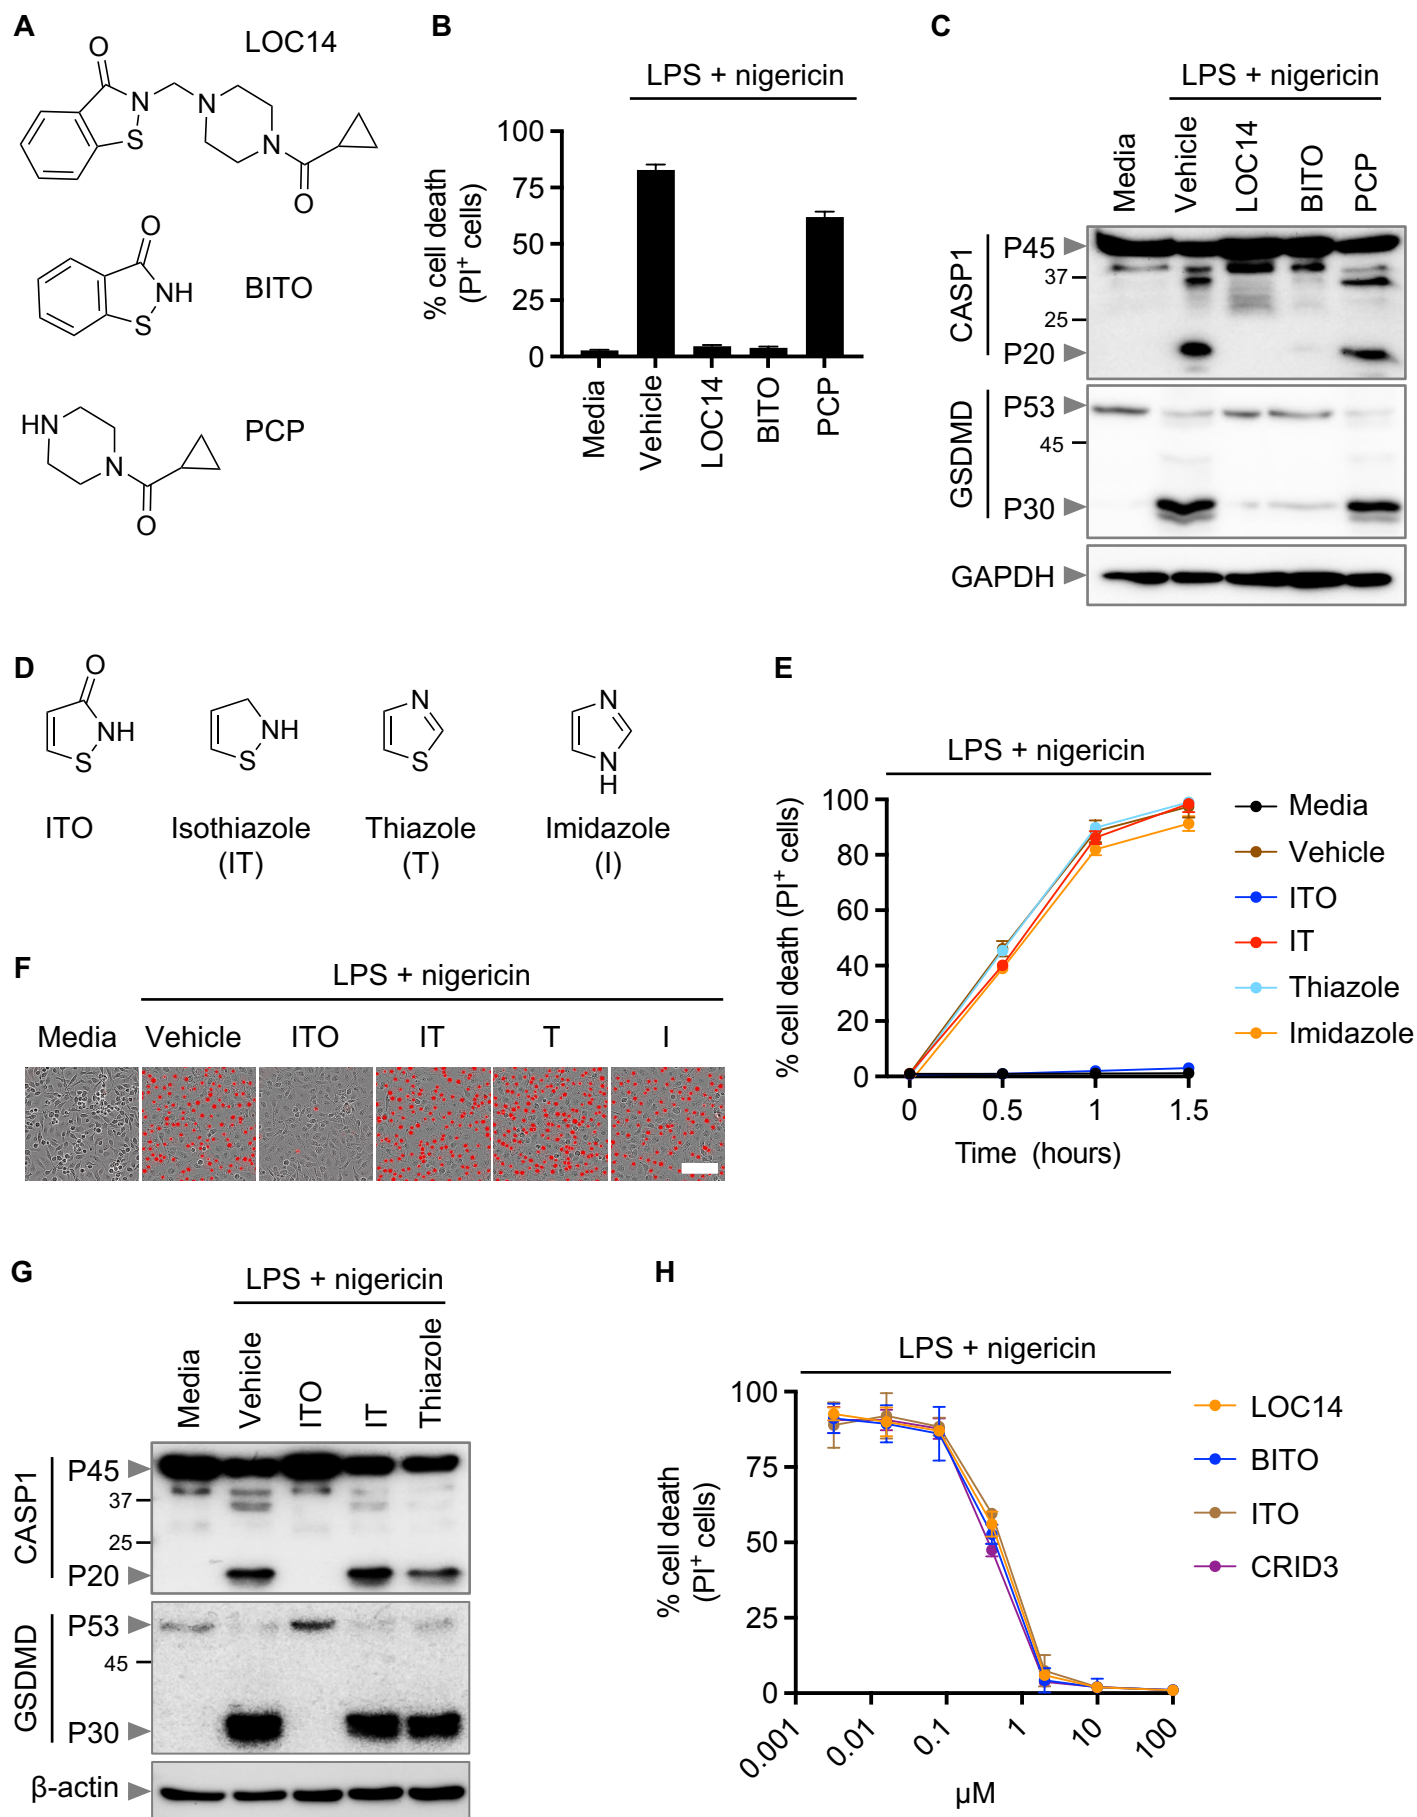 A
LOC14
O
N
S
N
N
O
BITO
O
NH
S
PCP
HN
N
O
B
LPS + nigericin
% cell death
(PI+ cells)
100
75
50
25
0
Media
Vehicle
LOC14
BITO
PCP
C
LPS + nigericin
Media
Vehicle
LOC14
BITO
PCP
CASP1
P45
37
25
P20
GSDMD
P53
45
P30
GAPDH
D
O
NH
S
NH
S
N
S
N
N
H
ITO
Isothiazole
(IT)
Thiazole
(T)
Imidazole
(I)
E
LPS + nigericin
% cell death (PI+ cells)
100
80
60
40
20
0
0 0.5 1 1.5
Time (hours)
Media
Vehicle
ITO
IT
Thiazole
Imidazole
F
LPS + nigericin
Media Vehicle ITO IT T I
G
LPS + nigericin
Media
Vehicle
ITO
IT
Thiazole
CASP1
P45
37
25
P20
GSDMD
P53
45
P30
β-actin
H
LPS + nigericin
% cell death
(PI+ cells)
100
75
50
25
0
0.001 0.01 0.1 1 10 100
μM
LOC14
BITO
ITO
CRID3